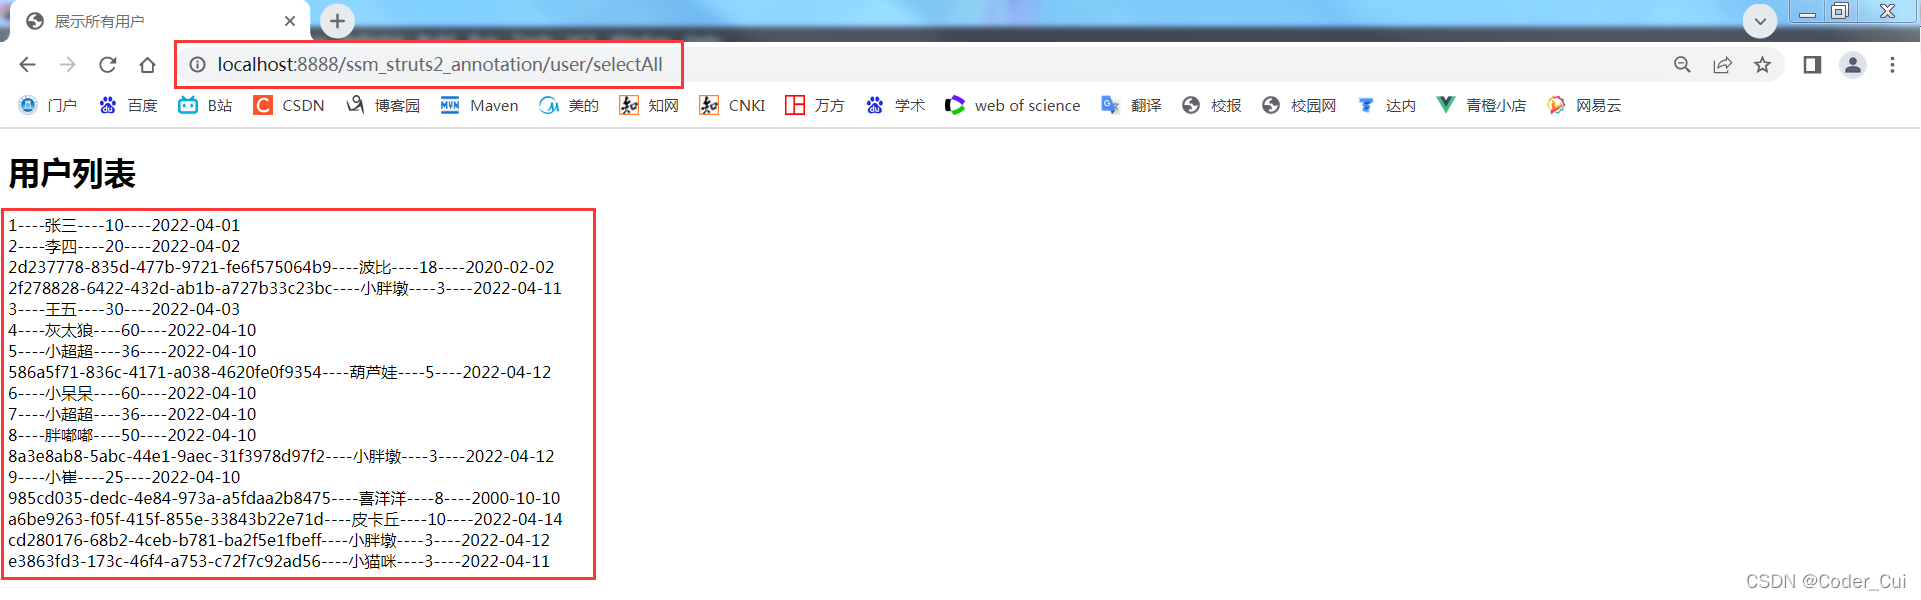 展示所有用户
localhost:8888/ssm_struts2_annotation/user/selectAll
门户 百度 B站 CSDN 博客园 Maven 美的 知网 CNKI 万方 学术 web of science 翻译 校报 校园网 达内 青橙小店 网易云
用户列表
1----张三----10----2022-04-01
2----李四----20----2022-04-02
2d237778-835d-477b-9721-fe6f575064b9----波比----18----2020-02-02
2f278828-6422-432d-ab1b-a727b33c23bc----小胖墩----3----2022-04-11
3----王五----30----2022-04-03
4----灰太狼----60----2022-04-10
5----小超超----36----2022-04-10
586a5f71-836c-4171-a038-4620fe0f9354----葫芦娃----5----2022-04-12
6----小呆呆----60----2022-04-10
7----小超超----36----2022-04-10
8----胖嘟嘟----50----2022-04-10
8a3e8ab8-5abc-44e1-9aec-31f3978d97f2----小胖墩----3----2022-04-12
9----小崔----25----2022-04-10
985cd035-dedc-4e84-973a-a5fdaa2b8475----喜洋洋----8----2000-10-10
a6be9263-f05f-415f-855e-33843b22e71d----皮卡丘----10----2022-04-14
cd280176-68b2-4ceb-b781-ba2f5e1fbeff----小胖墩----3----2022-04-12
e3863fd3-173c-46f4-a753-c72f7c92ad56----小猫咪----3----2022-04-11
CSDN @Coder_Cui